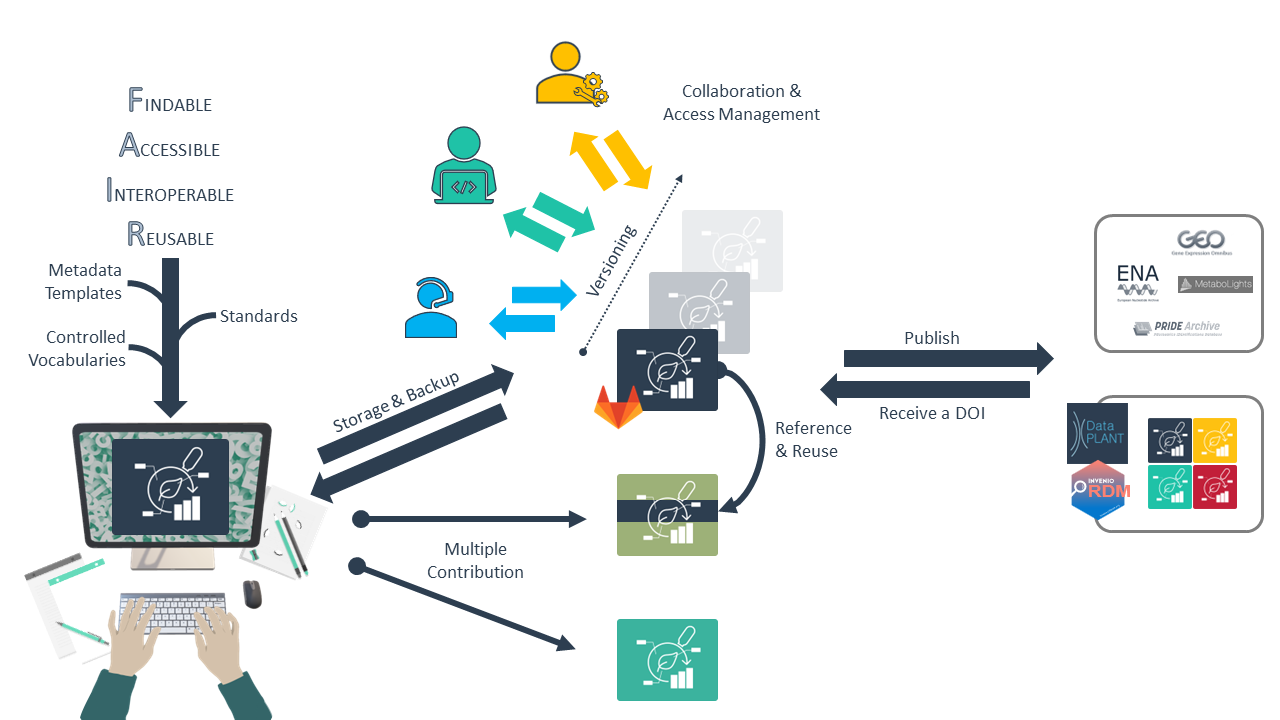 FINDABLE
ACCESSIBLE
INTEROPERABLE
REUSABLE
Metadata
Templates
Standards
Controlled
Vocabularies
Collaboration &
Access Management
</>
Versioning
Storage & Backup
Multiple
Contribution
Reference
& Reuse
Publish
Receive a DOI
GEO
Gene Expression Omnibus
ENA
European Nucleotide Archive
MetaboLights
PRIDE Archive
Data
PLANT
INVENIO
RDM